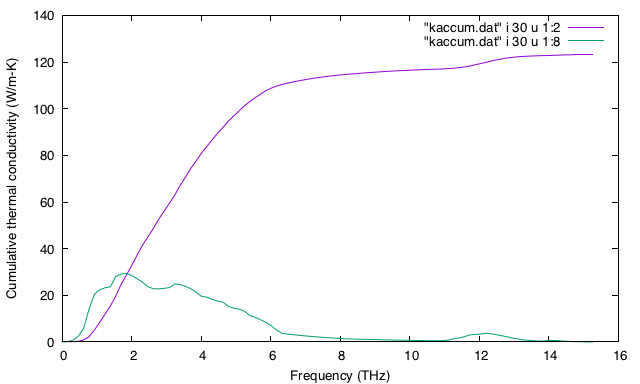 "kaccum.dat" i 30 u 1:2
"kaccum.dat" i 30 u 1:8
140
120
100
80
60
40
20
0
Cumulative thermal conductivity (W/m-K)
0 2 4 6 8 10 12 14 16
Frequency (THz)